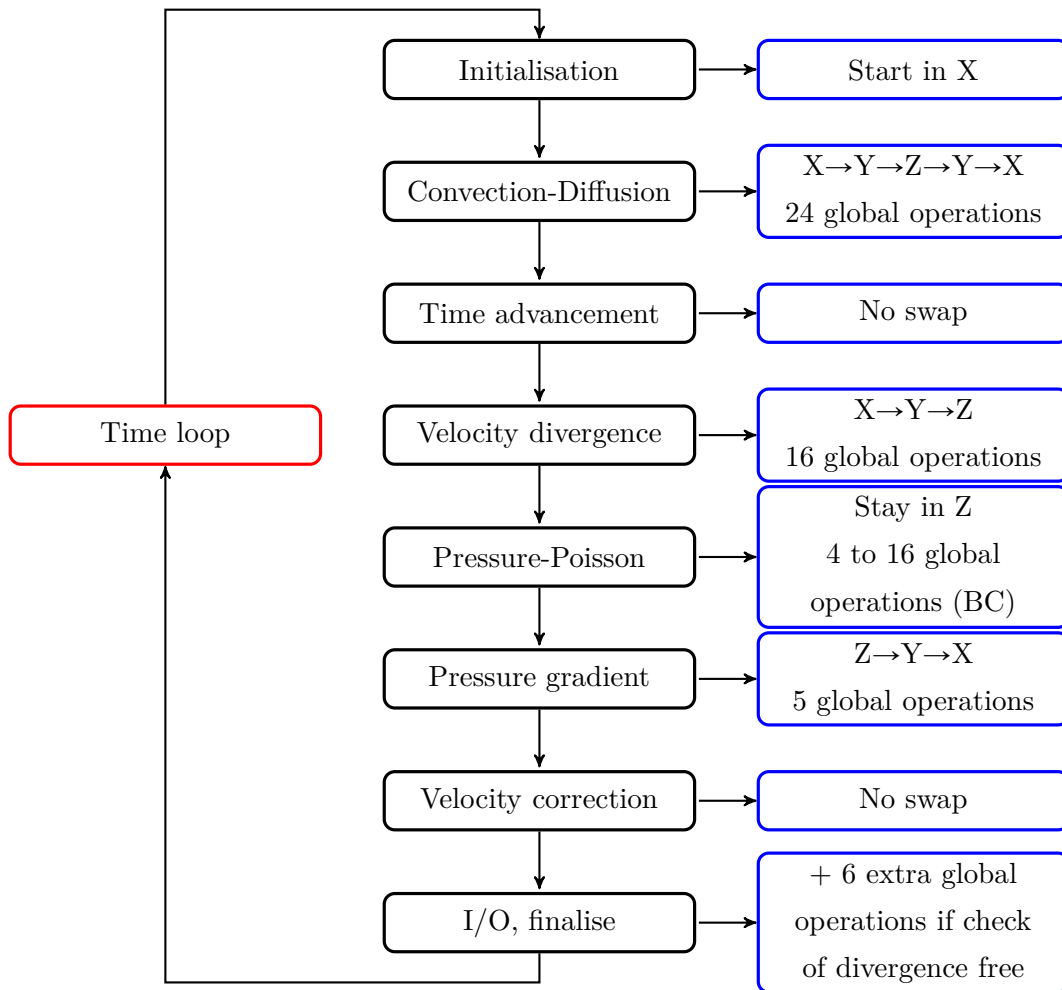 Initialisation
Start in X
Convection-Diffusion
X→Y→Z→Y→X
24 global operations
Time advancement
No swap
Time loop
Velocity divergence
X→Y→Z
16 global operations
Pressure-Poisson
Stay in Z
4 to 16 global
operations (BC)
Pressure gradient
Z→Y→X
5 global operations
Velocity correction
No swap
I/O, finalise
+ 6 extra global
operations if check
of divergence free